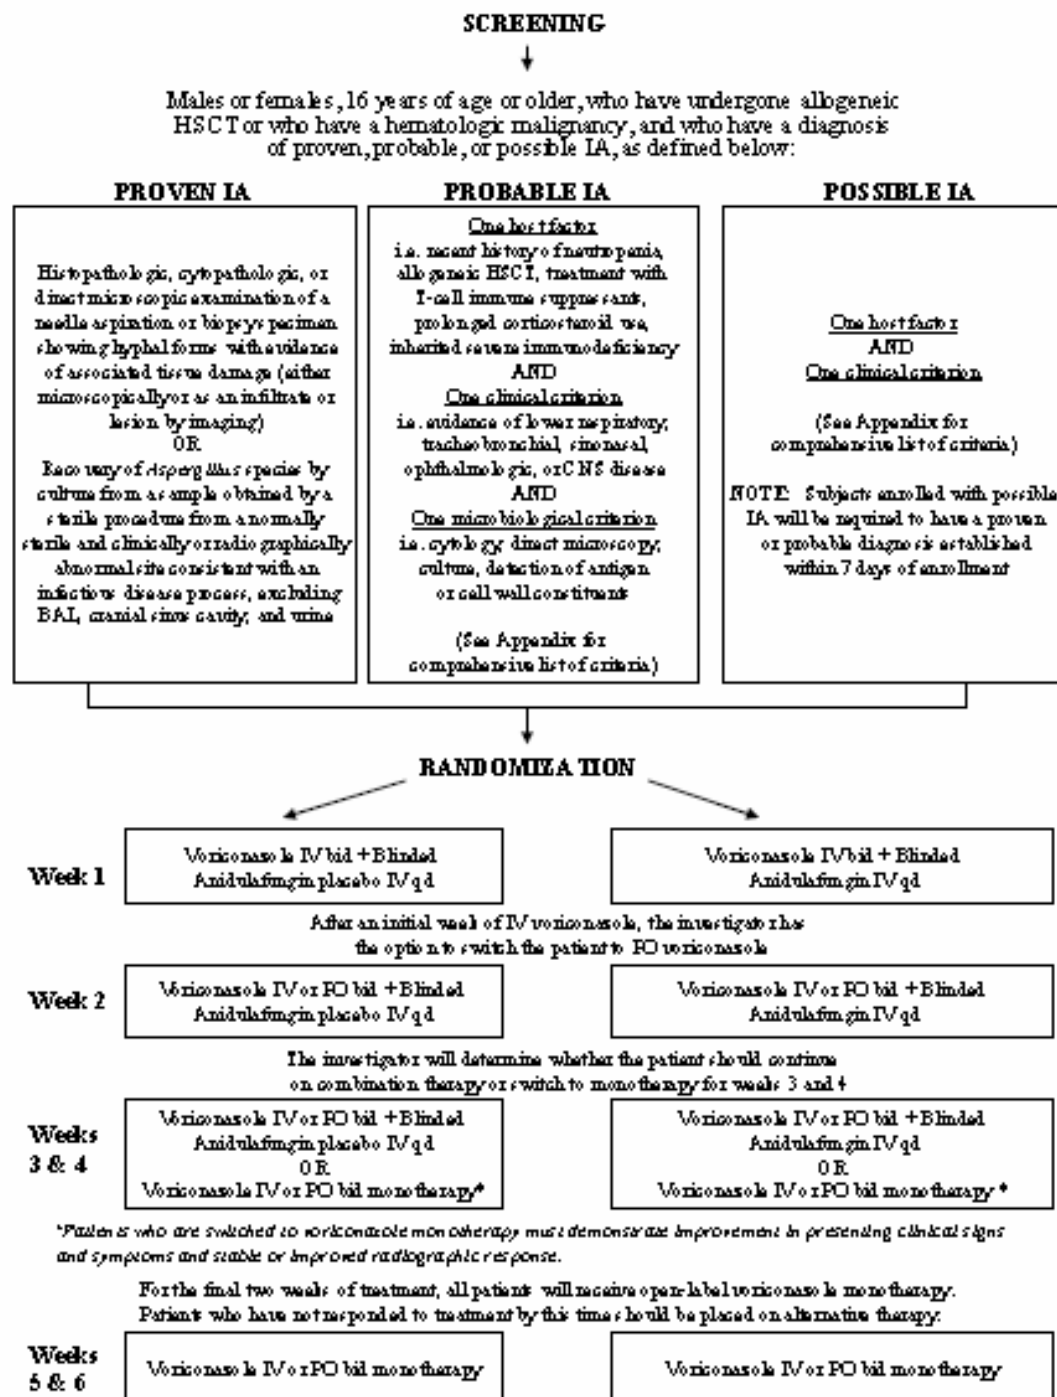 SCREENING
Males or females, 16 years of age or older, who have undergone allogeneic
HSCT or who have a hematologic malignancy, and who have a diagnosis
of proven, probable, or possible IA, as defined below:
PROVEN IA
Histopathologic, cytopathologic, or
direct microscopic examination of a
needle aspiration or biopsy specimen
showing hyphal forms with evidence
of associated tissue damage (either
microscopically or as an infiltrate or
lesion by imaging)
OR
Recovery of Aspergillus species by
culture from a sample obtained by a
sterile procedure from a normally
sterile and clinically or radiographically
abnormal site consistent with an
infectious disease process, excluding
BAL, cranial sinus cavity, and urine
PROBABLE IA
One host factor
i.e. recent history of neutropenia,
allogeneic HSCT, treatment with
T-cell immune suppressants,
prolonged corticosteroid use,
inherited severe immunodeficiency
AND
One clinical criterion
i.e. evidence of lower respiratory,
tracheobronchial, sinonasal,
ophthalmologic, or CNS disease
AND
One microbiological criterion
i.e. cytology, direct microscopy,
culture, detection of antigen
or cell wall constituents
(See Appendix for
comprehensive list of criteria)
POSSIBLE IA
One host factor
AND
One clinical criterion
(See Appendix for
comprehensive list of criteria)
NOTE: Subjects enrolled with possible
IA will be required to have a proven
or probable diagnosis established
within 7 days of enrollment
RANDOMIZATION
Week 1
Voriconazole IV bid + Blinded
Anidulafungin placebo IV qd
Voriconazole IV bid + Blinded
Anidulafungin IV qd
After an initial week of IV voriconazole, the investigator has
the option to switch the patient to PO voriconazole
Week 2
Voriconazole IV or PO bid + Blinded
Anidulafungin placebo IV qd
Voriconazole IV or PO bid + Blinded
Anidulafungin IV qd
The investigator will determine whether the patient should continue
on combination therapy or switch to monotherapy for weeks 3 and 4
Weeks
3 & 4
Voriconazole IV or PO bid + Blinded
Anidulafungin placebo IV qd
OR
Voriconazole IV or PO bid monotherapy*
Voriconazole IV or PO bid + Blinded
Anidulafungin IV qd
OR
Voriconazole IV or PO bid monotherapy *
*Patients who are switched to voriconazole monotherapy must demonstrate improvement in presenting clinical signs
and symptoms and stable or improved radiographic response.
For the final two weeks of treatment, all patients will receive open-label voriconazole monotherapy.
Patients who have not responded to treatment by this times should be placed on alternative therapy.
Weeks
5 & 6
Voriconazole IV or PO bid monotherapy
Voriconazole IV or PO bid monotherapy